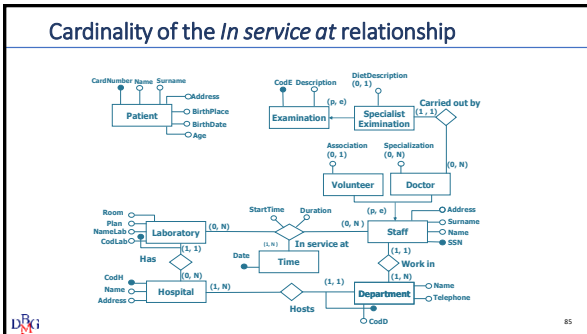 Cardinality of the In service at relationship
CardNumber Name Surname
Address
BirthPlace
BirthDate
Age
Patient
CodE Description
DietDescription
(0, 1)
Examination
(p, e)
Specialist
Eximination
(1 , 1)
Carried out by
(0, N)
Association
(0, 1)
Specialization
(0, N)
Volunteer
Doctor
(p, e)
Room
Plan
NameLab
CodLab
Laboratory
(0, N)
StartTime
Duration
(0, N )
Staff
Address
Surname
Name
SSN
(1, N )
In service at
Date
Time
(1, 1)
Has
(0, N)
(1, 1)
Work in
(1, N)
CodH
Name
Address
Hospital
(1, N)
Hosts
(1, 1)
Department
Name
Telephone
CodD
DBMG
85